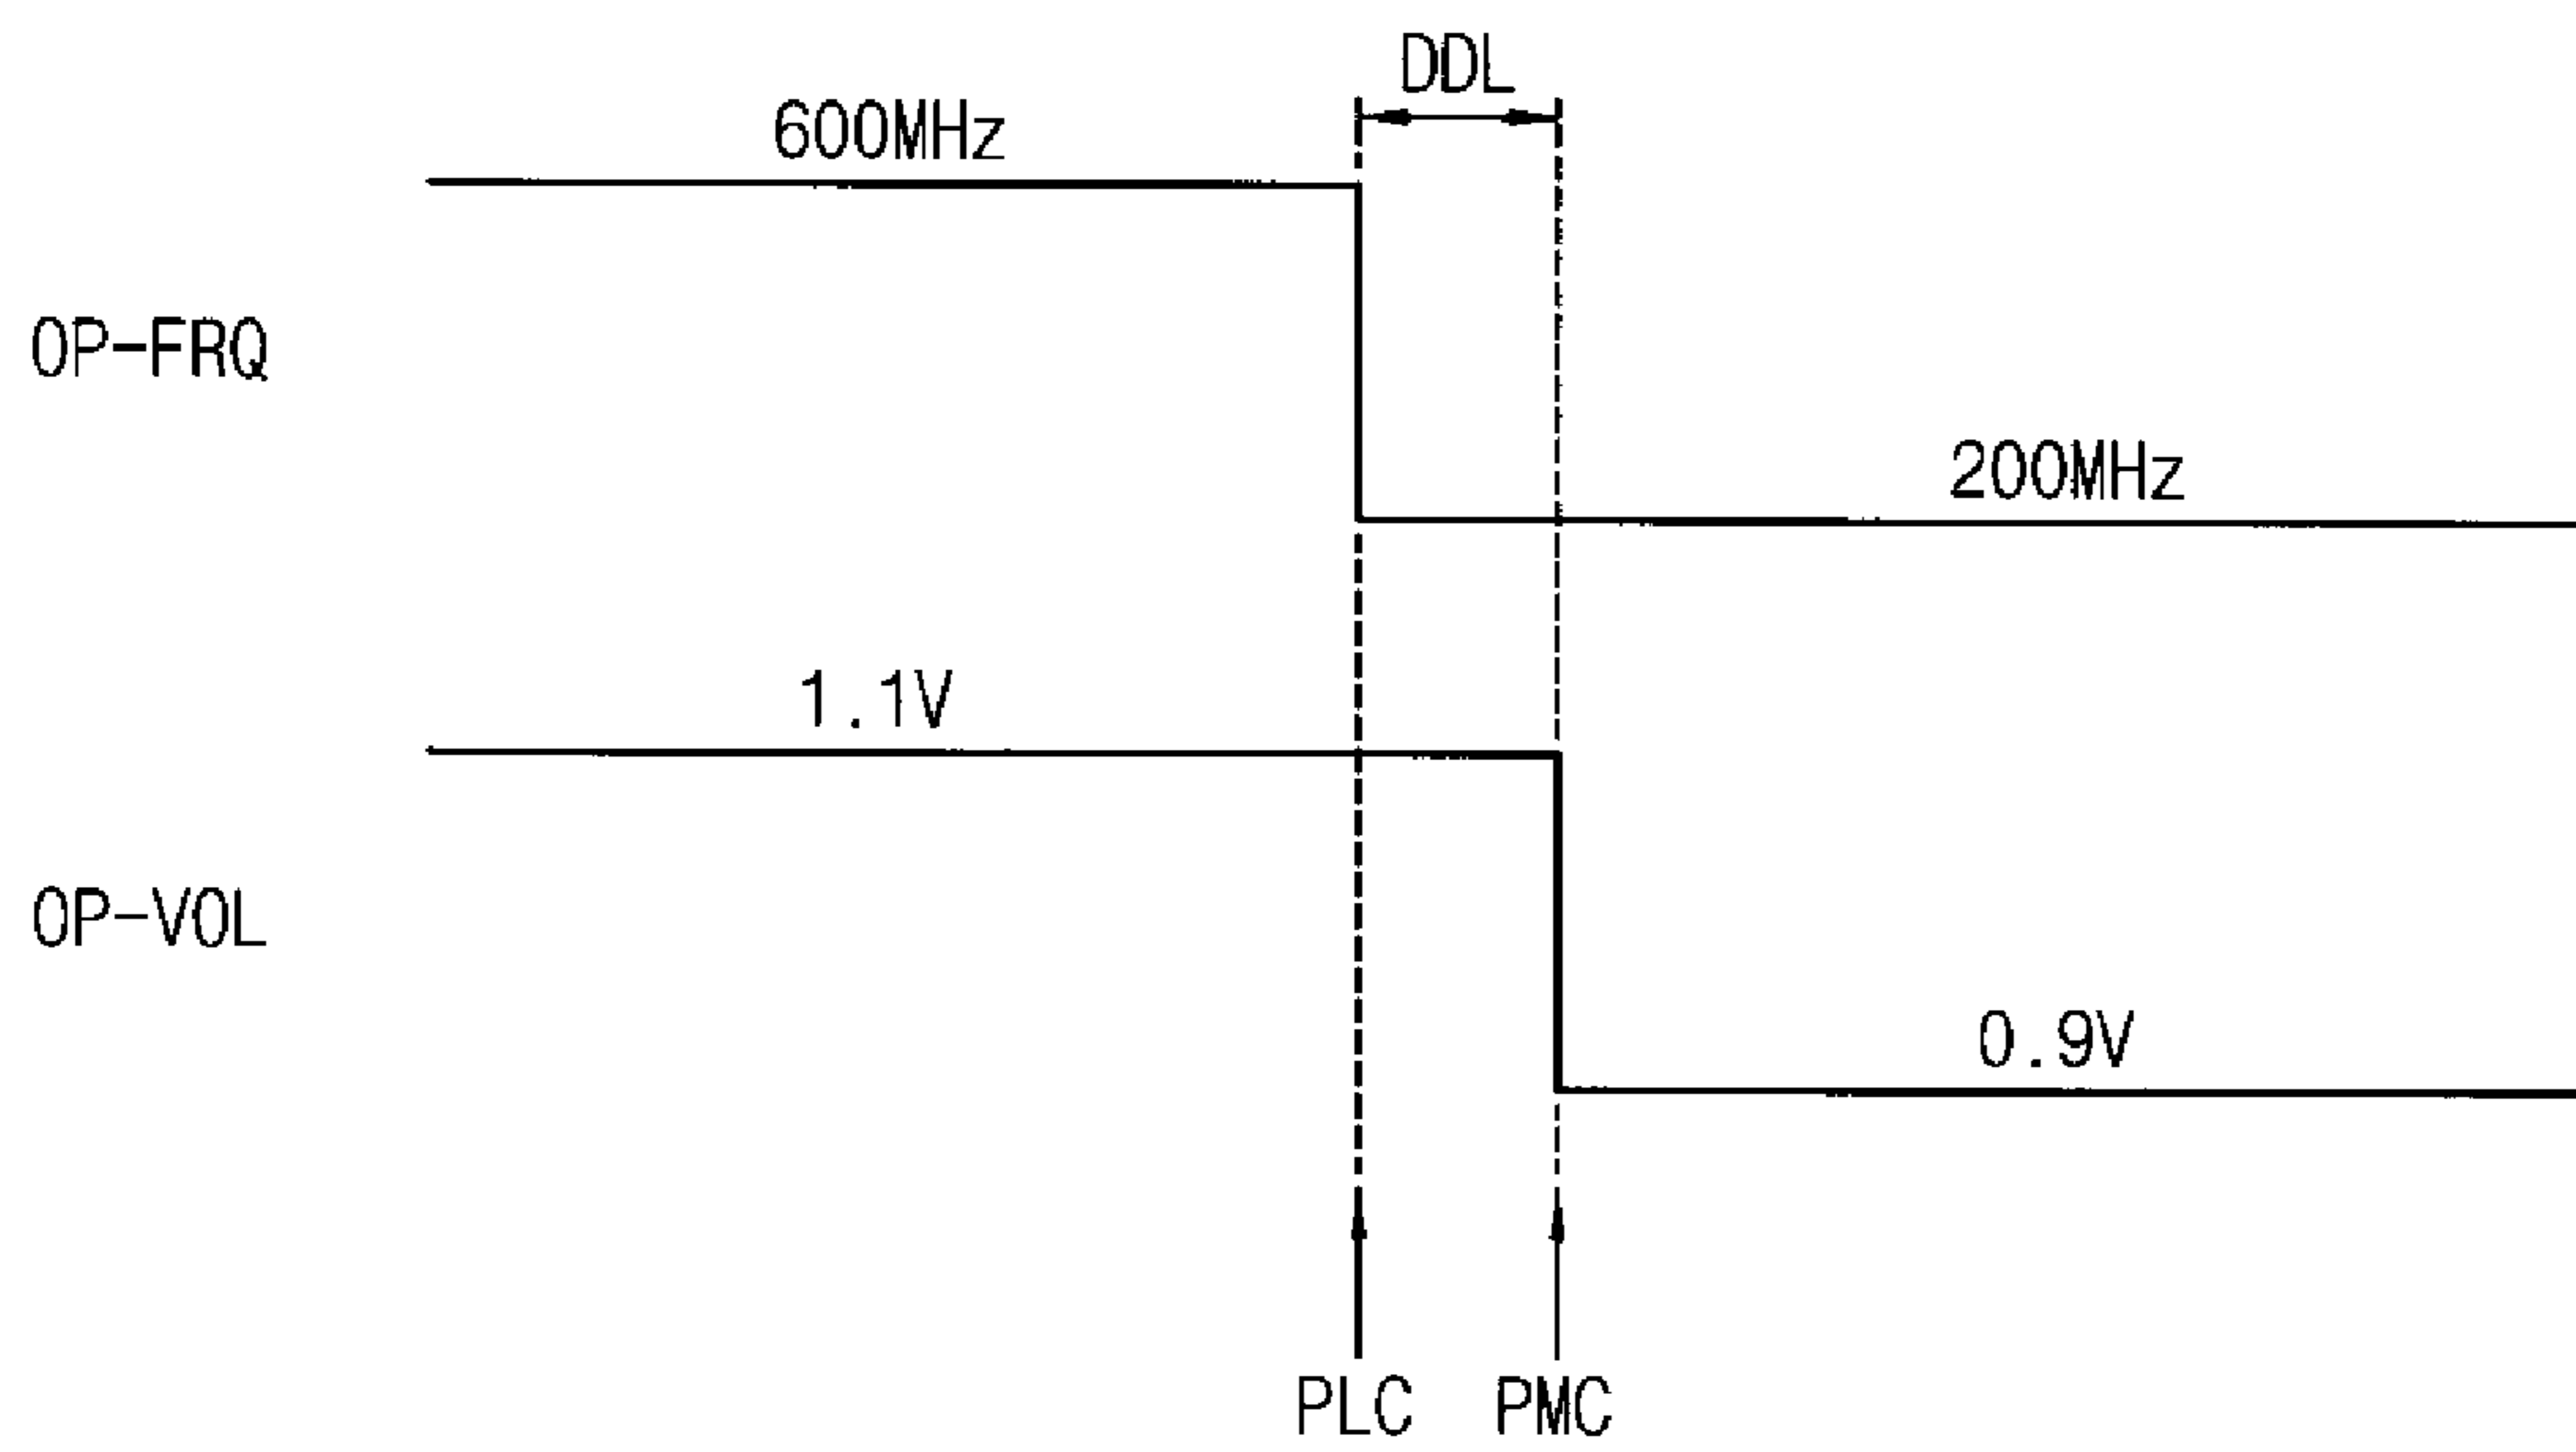 DDL
600MHz
OP-FRQ
200MHz
1.1V
OP-VOL
0.9V
PLC
PMC